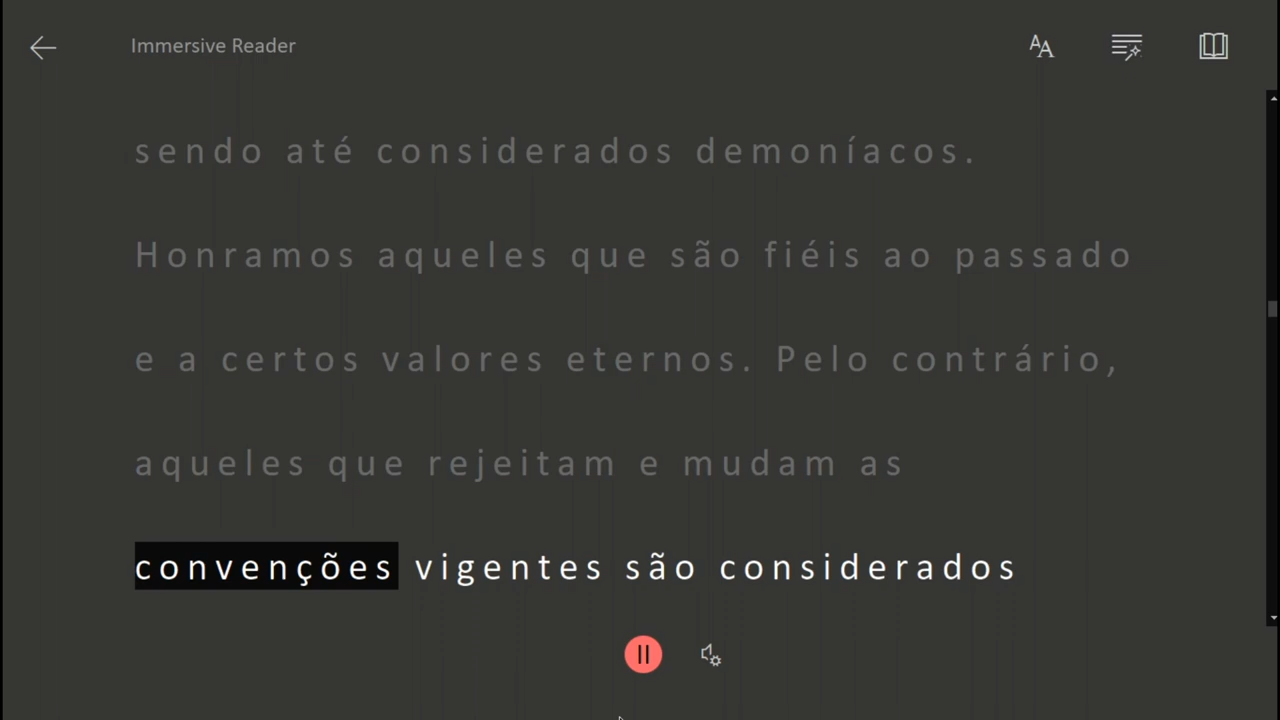 Immersive Reader
sendo até considerados demoníacos.
Honramos aqueles que são fiéis ao passado
e a certos valores eternos. Pelo contrário,
aqueles que rejeitam e mudam as
convenções vigentes são considerados